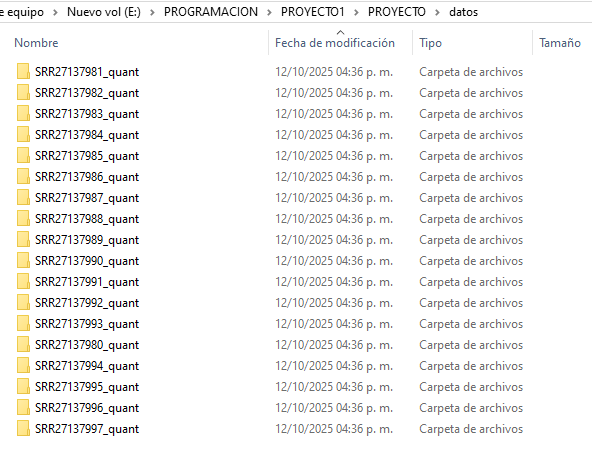 e equipo > Nuevo vol (E:) > PROGRAMACION > PROYECTO1 > PROYECTO > datos
Nombre Fecha de modificación Tipo Tamaño
SRR27137981_quant 12/10/2025 04:36 p. m. Carpeta de archivos
SRR27137982_quant 12/10/2025 04:36 p. m. Carpeta de archivos
SRR27137983_quant 12/10/2025 04:36 p. m. Carpeta de archivos
SRR27137984_quant 12/10/2025 04:36 p. m. Carpeta de archivos
SRR27137985_quant 12/10/2025 04:36 p. m. Carpeta de archivos
SRR27137986_quant 12/10/2025 04:36 p. m. Carpeta de archivos
SRR27137987_quant 12/10/2025 04:36 p. m. Carpeta de archivos
SRR27137988_quant 12/10/2025 04:36 p. m. Carpeta de archivos
SRR27137989_quant 12/10/2025 04:36 p. m. Carpeta de archivos
SRR27137990_quant 12/10/2025 04:36 p. m. Carpeta de archivos
SRR27137991_quant 12/10/2025 04:36 p. m. Carpeta de archivos
SRR27137992_quant 12/10/2025 04:36 p. m. Carpeta de archivos
SRR27137993_quant 12/10/2025 04:36 p. m. Carpeta de archivos
SRR27137980_quant 12/10/2025 04:36 p. m. Carpeta de archivos
SRR27137994_quant 12/10/2025 04:36 p. m. Carpeta de archivos
SRR27137995_quant 12/10/2025 04:36 p. m. Carpeta de archivos
SRR27137996_quant 12/10/2025 04:36 p. m. Carpeta de archivos
SRR27137997_quant 12/10/2025 04:36 p. m. Carpeta de archivos